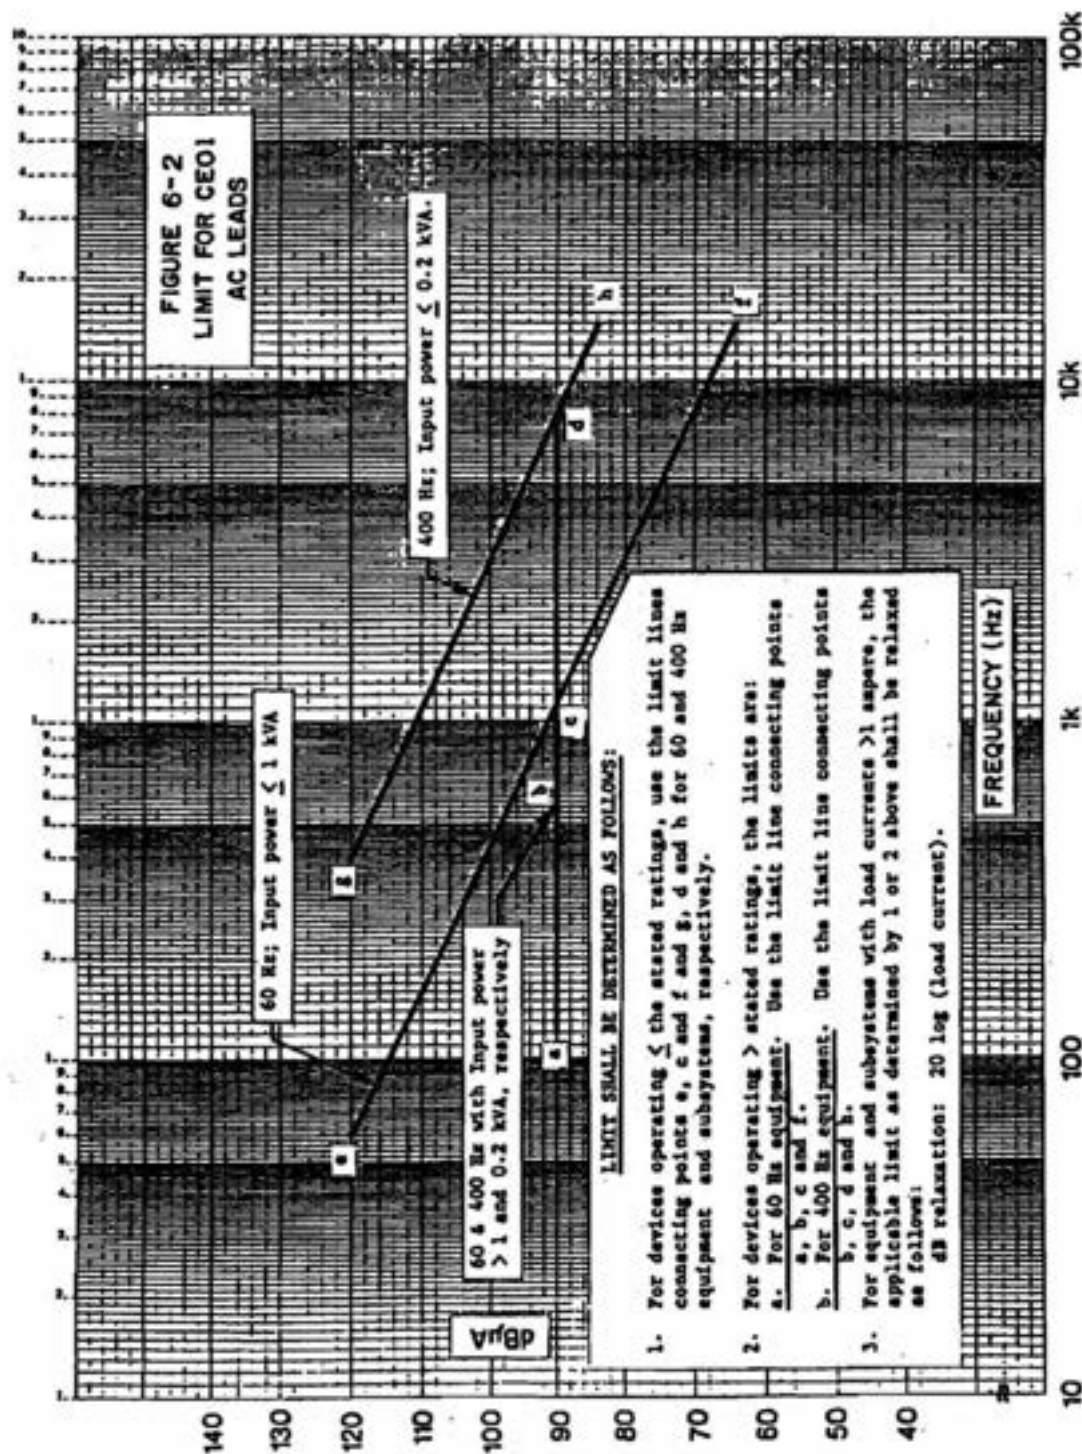 FIGURE 6-2
LIMIT FOR CE01
AC LEADS
400 Hz; Input power ≤ 0.2 kVA.
60 Hz; Input power ≤ 1 kVA
60 & 400 Hz with Input power
> 1 and 0.2 kVA, respectively
e
g
a
b
c
d
h
f
dBμA
140
130
120
110
100
90
80
70
60
50
40
LIMIT SHALL BE DETERMINED AS FOLLOWS:
1. For devices operating ≤ the stated ratings, use the limit lines
connecting points e, c and f and g, d and h for 60 and 400 Hz
equipment and subsystems, respectively.
2. For devices operating > stated ratings, the limits are:
a. For 60 Hz equipment. Use the limit line connecting points
a, b, c and f.
b. For 400 Hz equipment. Use the limit line connecting points
b, c, d and h.
3. For equipment and subsystems with load currents >1 ampere, the
applicable limit as determined by 1 or 2 above shall be relaxed
as follows:
dB relaxation: 20 log (load current).
FREQUENCY (Hz)
10
100
1k
10k
100k